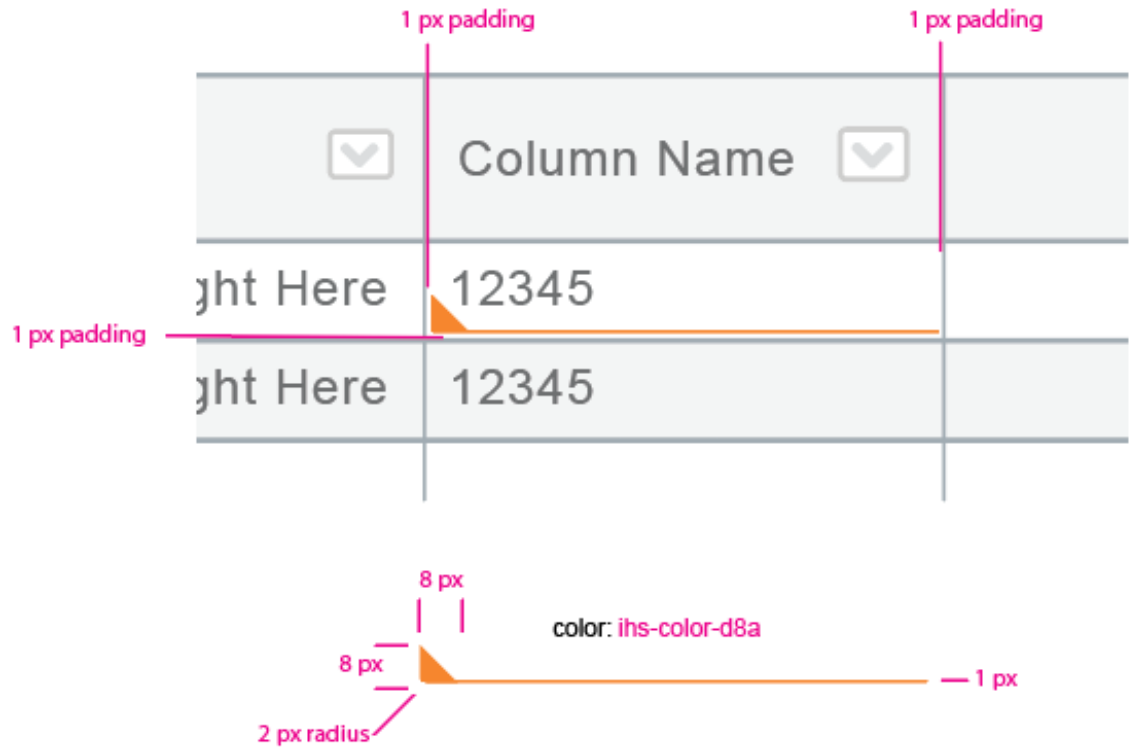 1 px padding 1 px padding
Column Name
ght Here 12345
1 px padding
ght Here 12345
8 px
color: ihs-color-d8a
8 px
1 px
2 px radius